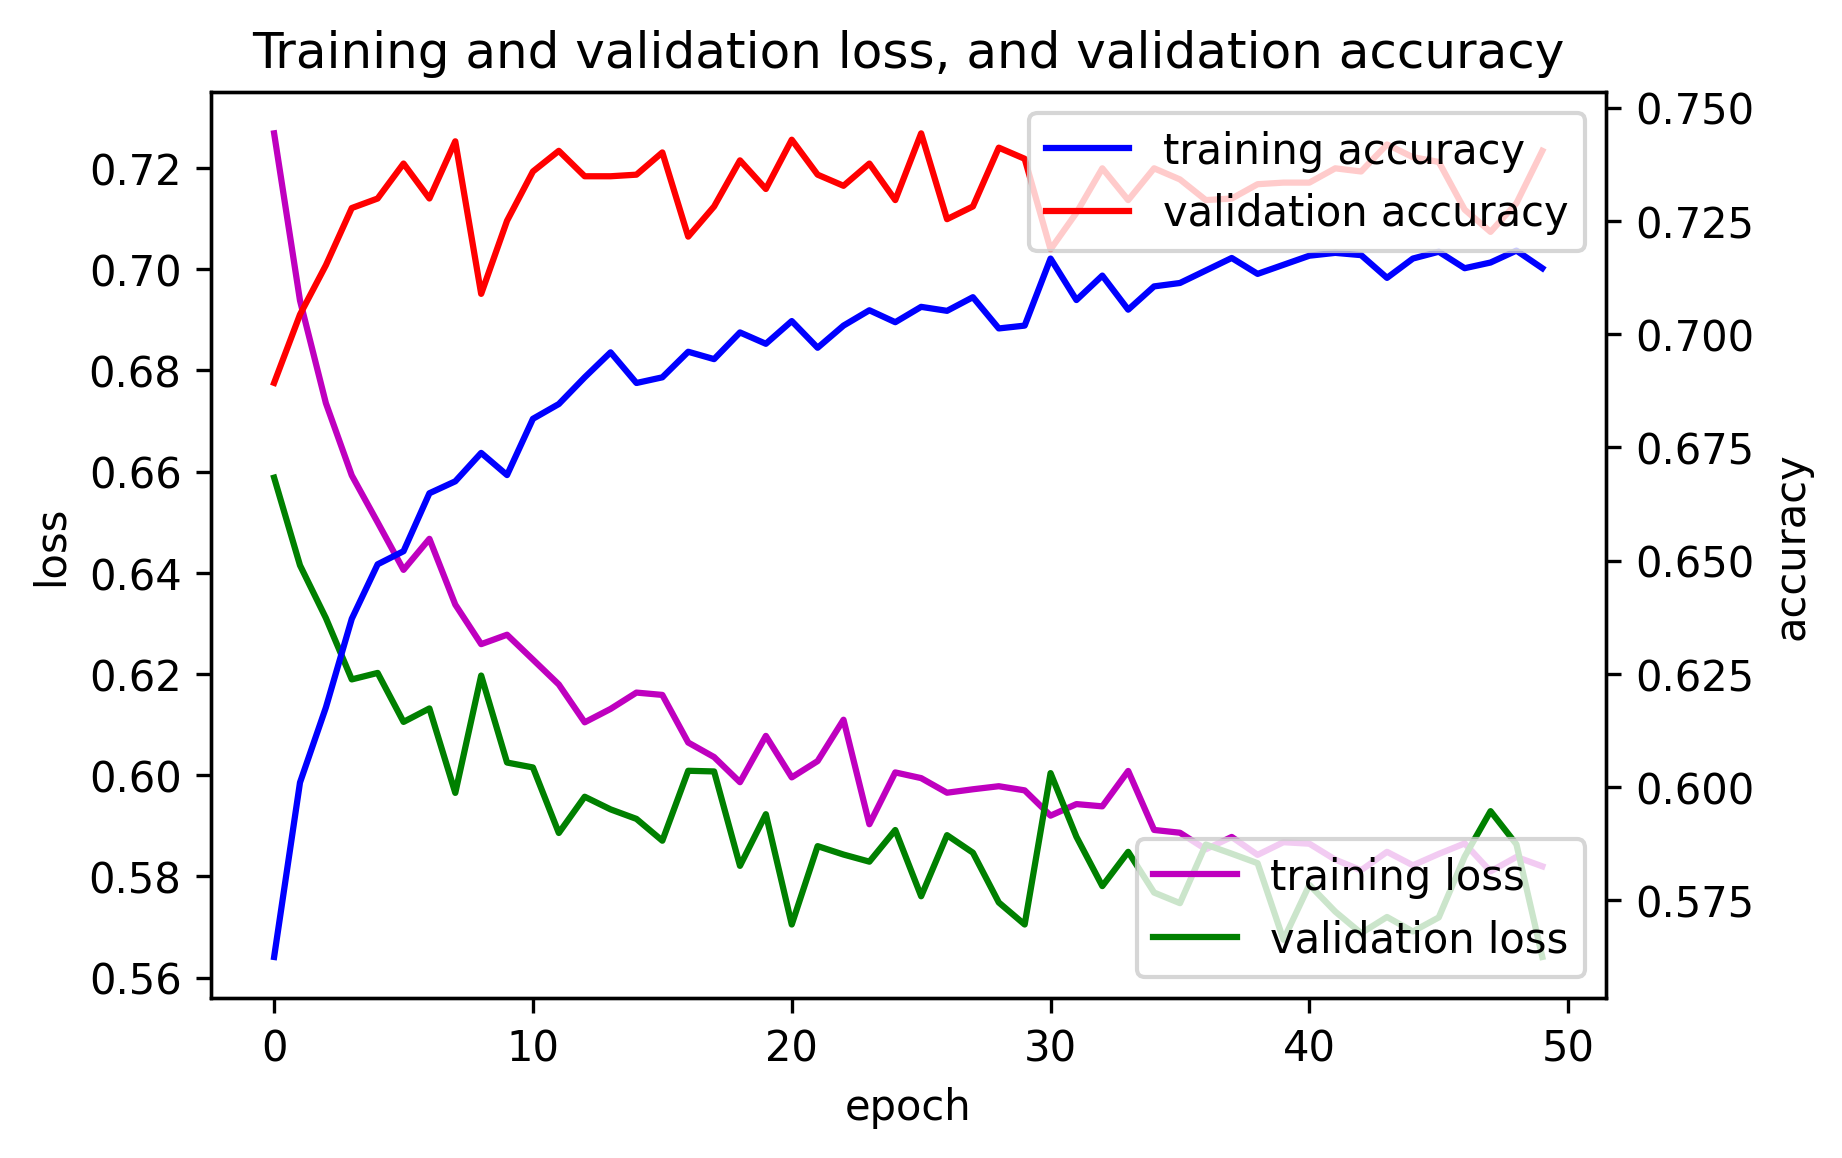 Training and validation loss, and validation accuracy
training accuracy
validation accuracy
training loss
validation loss
loss
0.72
0.70
0.68
0.66
0.64
0.62
0.60
0.58
0.56
0.750
0.725
0.700
0.675
0.650
0.625
0.600
0.575
accuracy
0 10 20 30 40 50
epoch